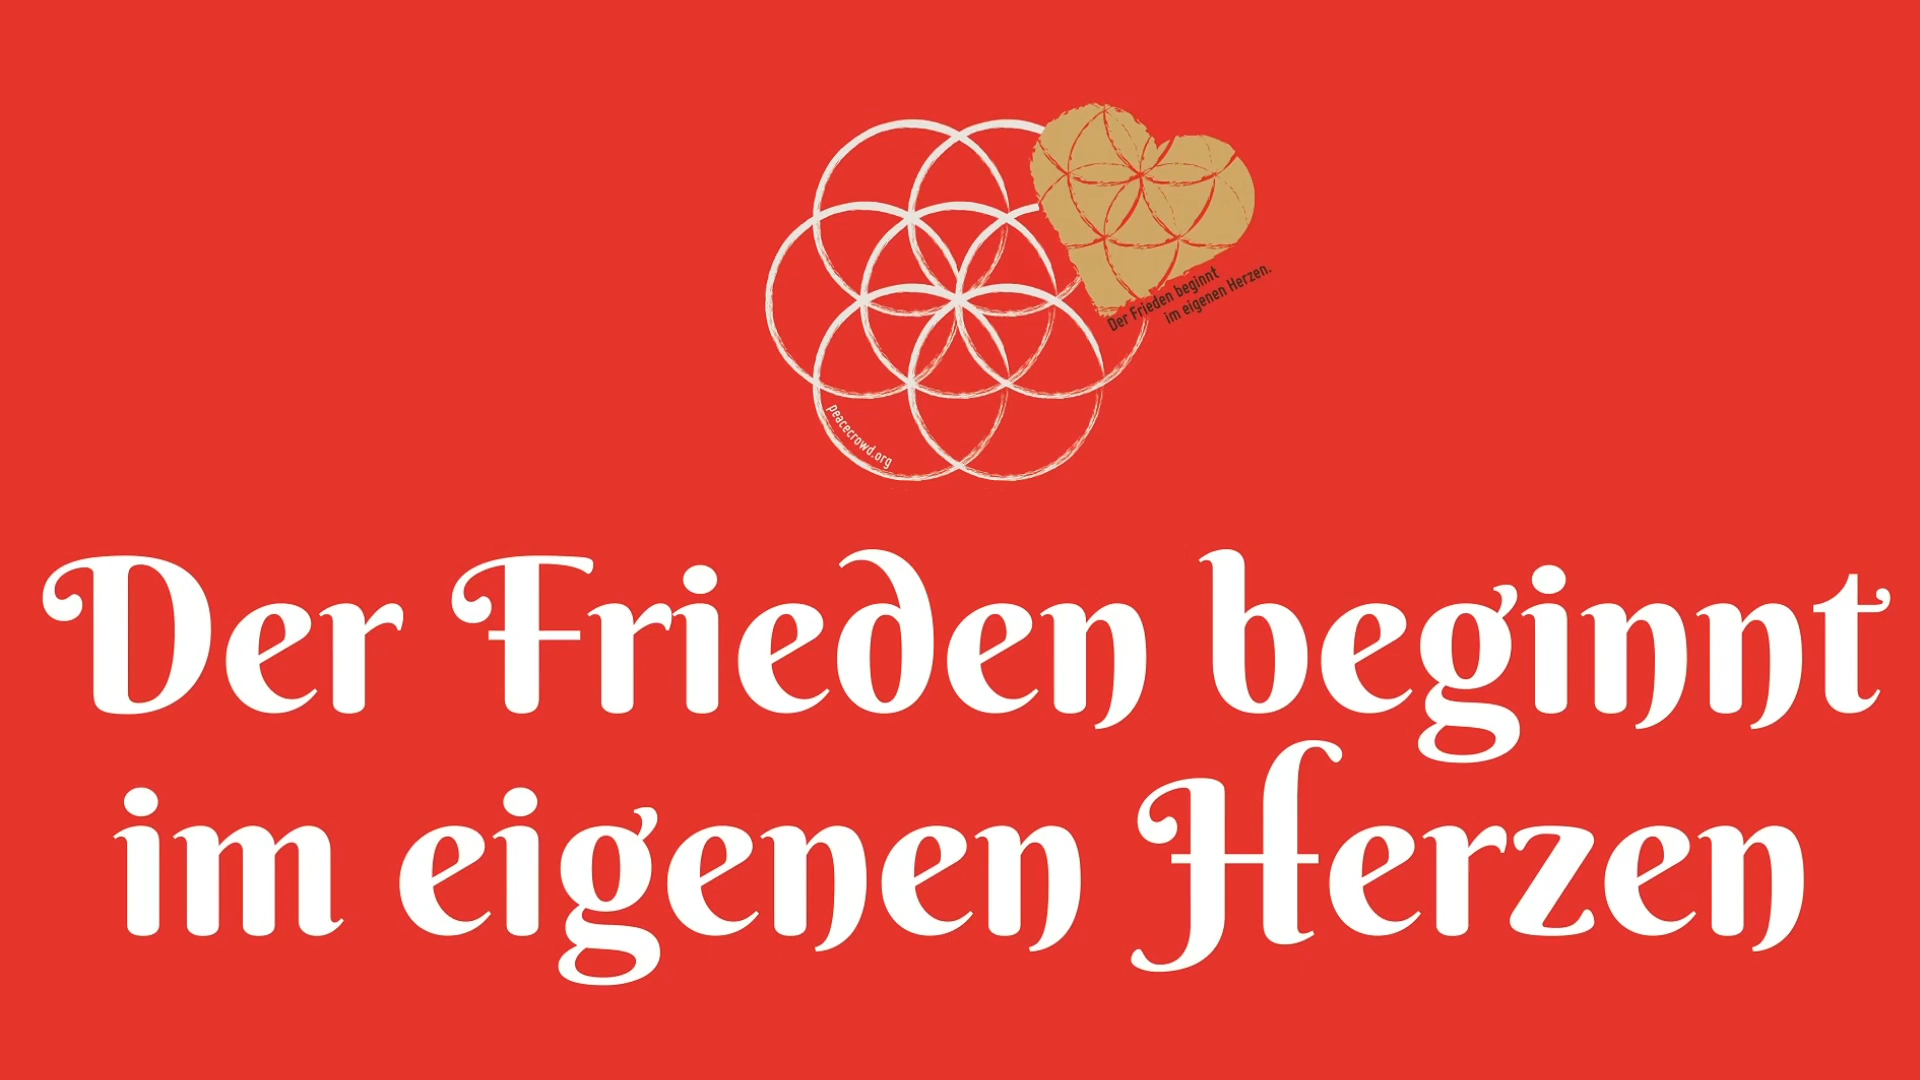 Der Frieden beginnt
im eigenen Herzen.
peacecrowd.org
Der Frieden beginnt
im eigenen Herzen